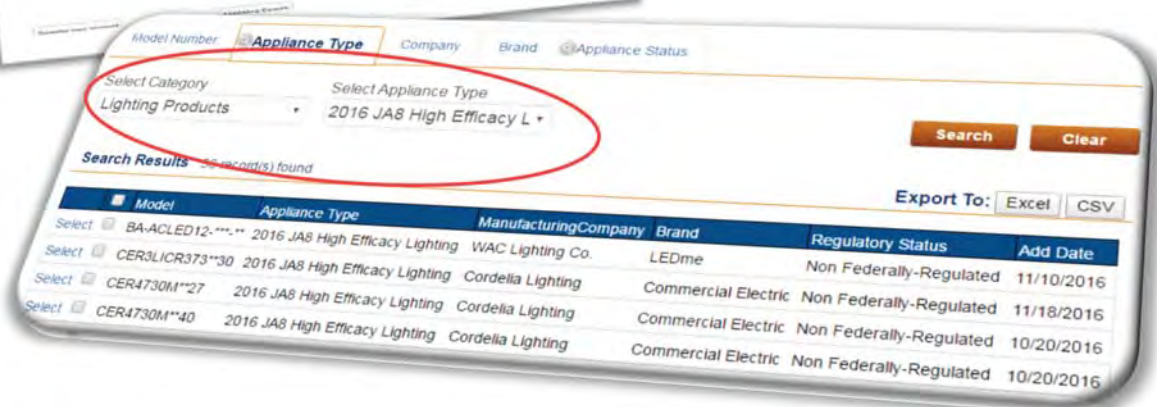 Model Number Appliance Type Company Brand Appliance Status
Select Category Select Appliance Type
Lighting Products 2016 JA8 High Efficacy L
Search Clear
Search Results record(s) found
Export To: Excel CSV
Model Appliance Type ManufacturingCompany Brand Regulatory Status Add Date
Select BA-ACLED12-***-** 2016 JA8 High Efficacy Lighting WAC Lighting Co. LEDme Non Federally-Regulated 11/10/2016
Select CER3LICR373**30 2016 JA8 High Efficacy Lighting Cordelia Lighting Commercial Electric Non Federally-Regulated 11/18/2016
Select CER4730M**27 2016 JA8 High Efficacy Lighting Cordelia Lighting Commercial Electric Non Federally-Regulated 10/20/2016
Select CER4730M**40 2016 JA8 High Efficacy Lighting Cordelia Lighting Commercial Electric Non Federally-Regulated 10/20/2016